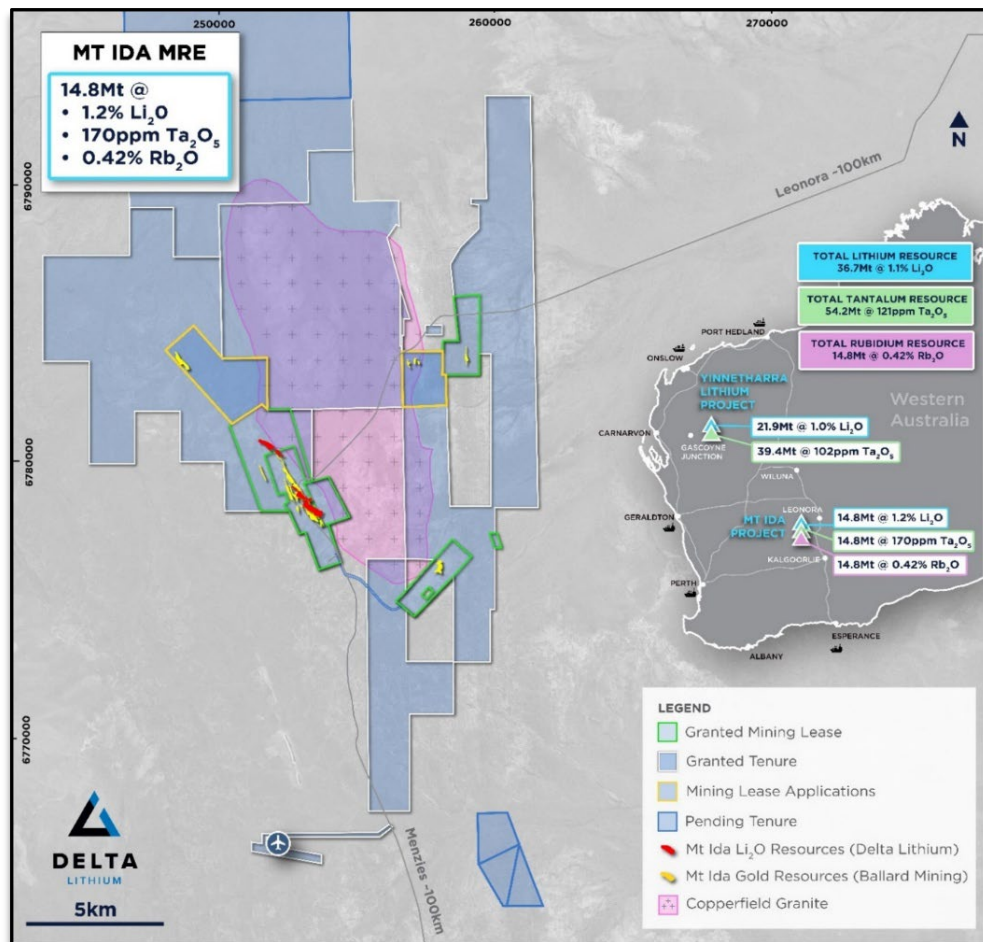 250000
260000
270000
MT IDA MRE
14.8Mt @
• 1.2% Li₂O
• 170ppm Ta₂O₅
• 0.42% Rb₂O
N
6790000
Leonora ~100km
TOTAL LITHIUM RESOURCE
36.7Mt @ 1.1% Li₂O
TOTAL TANTALUM RESOURCE
54.2Mt @ 121ppm Ta₂O₅
TOTAL RUBIDIUM RESOURCE
14.8Mt @ 0.42% Rb₂O
PORT HEDLAND
ONSLOW
YINNETHARRA
LITHIUM
PROJECT
Western
Australia
21.9Mt @ 1.0% Li₂O
39.4Mt @ 102ppm Ta₂O₅
CARNARVON
GASCOYNE
JUNCTION
WILUNA
6780000
LEONORA
GERALDTON
MT IDA
PROJECT
14.8Mt @ 1.2% Li₂O
14.8Mt @ 170ppm Ta₂O₅
14.8Mt @ 0.42% Rb₂O
KALGOORLIE
PERTH
ESPERANCE
ALBANY
6770000
LEGEND
Granted Mining Lease
Granted Tenure
Mining Lease Applications
Pending Tenure
Mt Ida Li₂O Resources (Delta Lithium)
Mt Ida Gold Resources (Ballard Mining)
Copperfield Granite
Menzies ~100km
DELTA
LITHIUM
5km